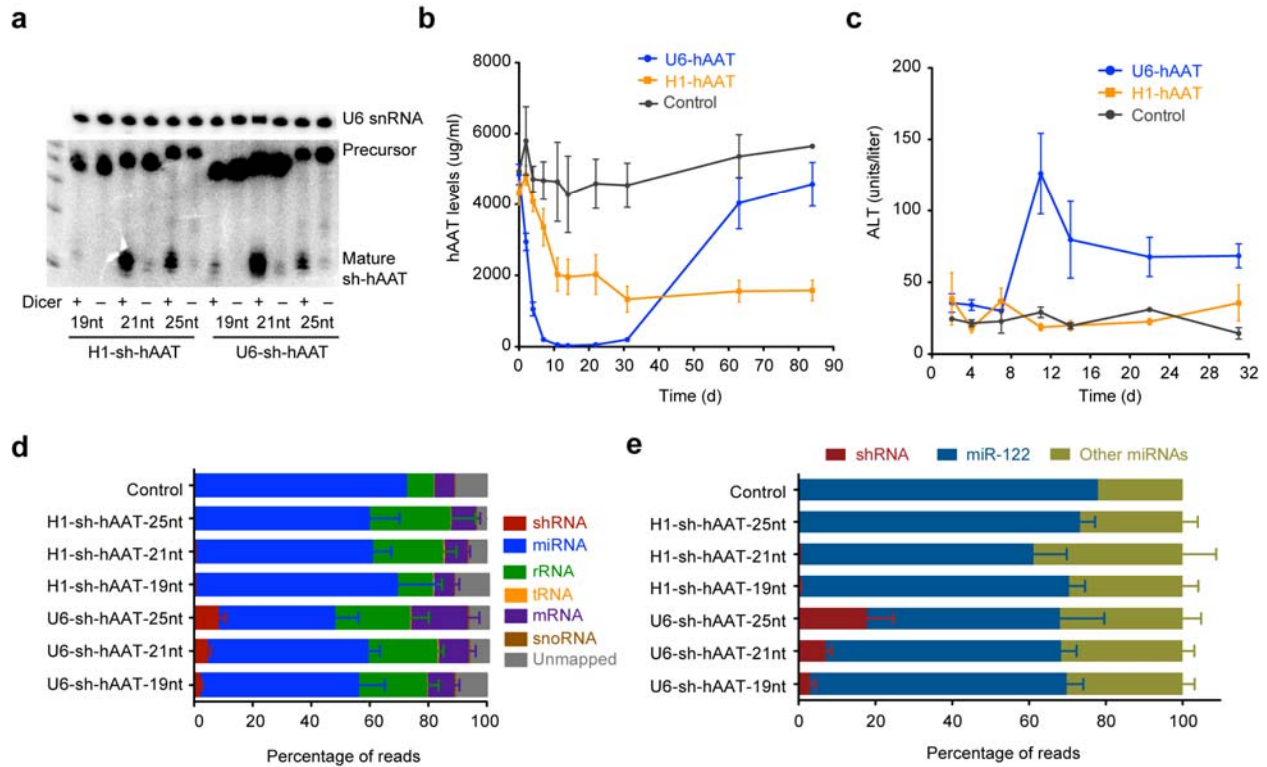 a
U6 snRNA
Precursor
Mature
sh-hAAT
Dicer + – + – + – + – + – + –
19nt 21nt 25nt 19nt 21nt 25nt
H1-sh-hAAT U6-sh-hAAT
b
U6-hAAT
H1-hAAT
Control
hAAT levels (ug/ml)
8000
6000
4000
2000
0
0 10 20 30 40 50 60 70 80 90
Time (d)
c
U6-hAAT
H1-hAAT
Control
ALT (units/liter)
200
150
100
50
0
0 4 8 12 16 20 24 28 32
Time (d)
d
Control
H1-sh-hAAT-25nt
H1-sh-hAAT-21nt
H1-sh-hAAT-19nt
U6-sh-hAAT-25nt
U6-sh-hAAT-21nt
U6-sh-hAAT-19nt
shRNA
miRNA
rRNA
tRNA
mRNA
snoRNA
Unmapped
0 20 40 60 80 100
Percentage of reads
e
shRNA miR-122 Other miRNAs
Control
H1-sh-hAAT-25nt
H1-sh-hAAT-21nt
H1-sh-hAAT-19nt
U6-sh-hAAT-25nt
U6-sh-hAAT-21nt
U6-sh-hAAT-19nt
0 20 40 60 80 100
Percentage of reads